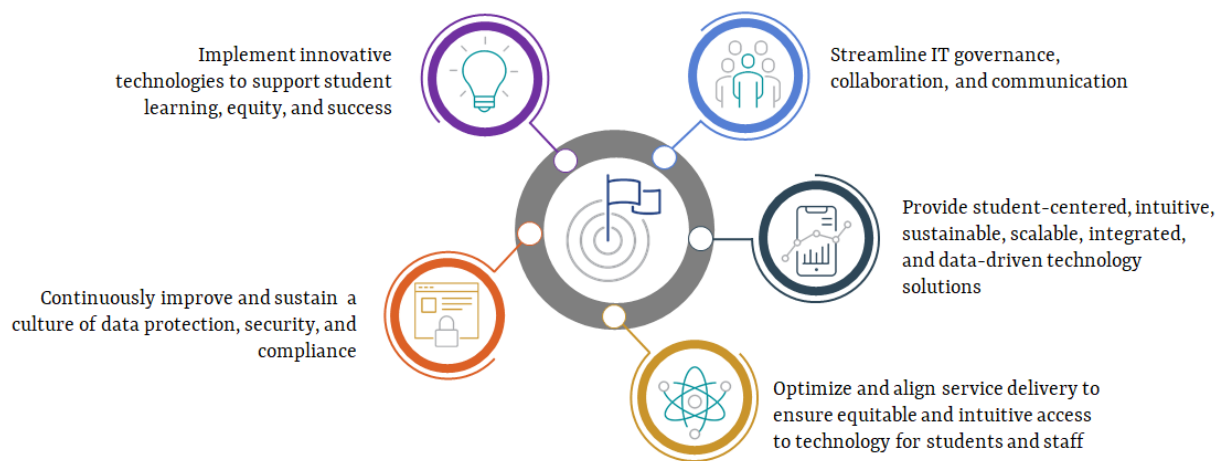 Implement innovative
technologies to support student
learning, equity, and success
Streamline IT governance,
collaboration, and communication
Provide student-centered, intuitive,
sustainable, scalable, integrated,
and data-driven technology
solutions
Continuously improve and sustain a
culture of data protection, security, and
compliance
Optimize and align service delivery to
ensure equitable and intuitive access
to technology for students and staff